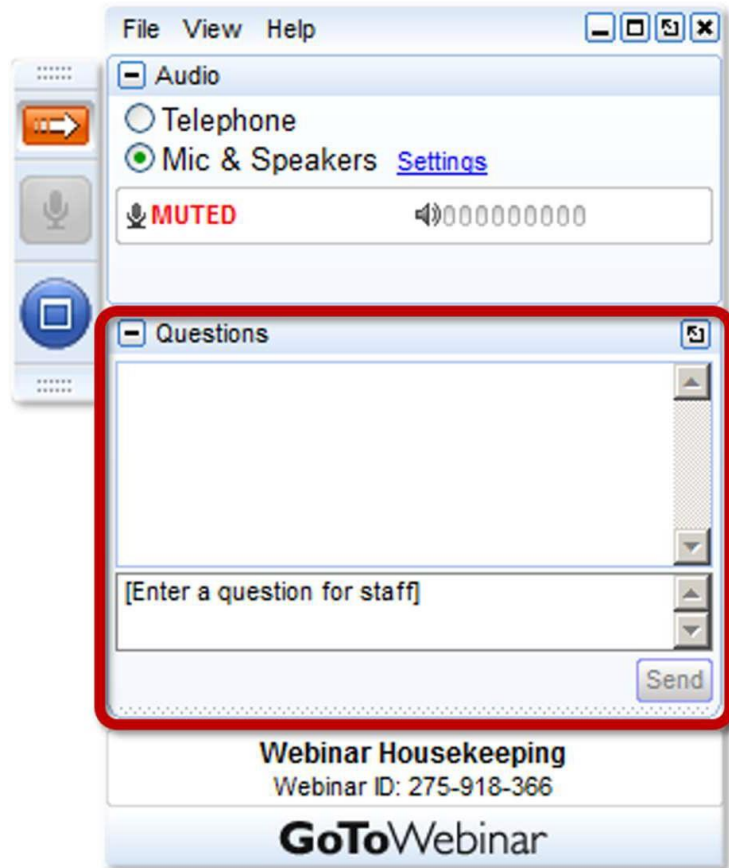 File View Help
Audio
Telephone
Mic & Speakers Settings
MUTED 000000000
Questions
[Enter a question for staff]
Send
Webinar Housekeeping
Webinar ID: 275-918-366
GoToWebinar